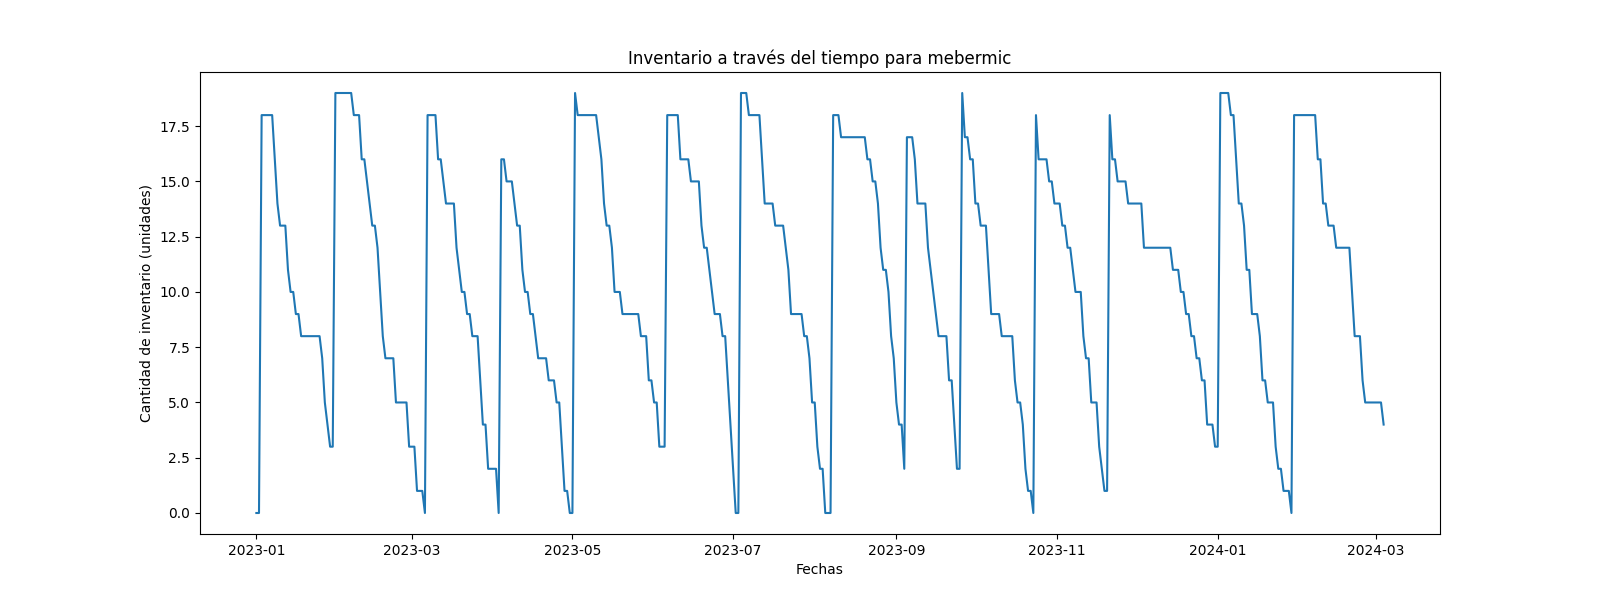 Inventario a través del tiempo para mebermic
Cantidad de inventario (unidades)
17.5
15.0
12.5
10.0
7.5
5.0
2.5
0.0
2023-01 2023-03 2023-05 2023-07 2023-09 2023-11 2024-01 2024-03
Fechas